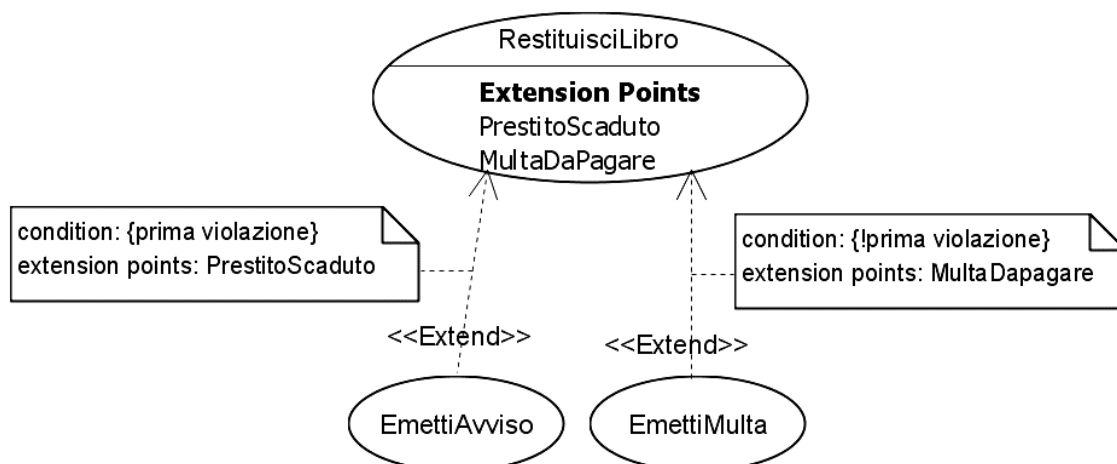 RestituisciLibro
Extension Points
PrestitoScaduto
MultaDaPagare
condition: {prima violazione}
extension points: PrestitoScaduto
condition: {!prima violazione}
extension points: MultaDapagare
<<Extend>>
<<Extend>>
EmettiAvviso
EmettiMulta